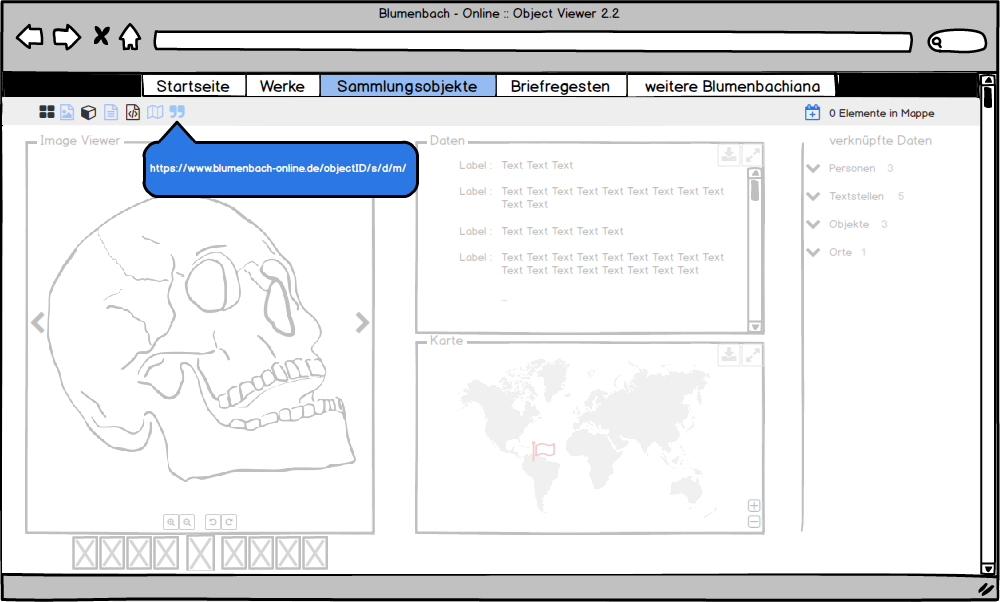 Blumenbach - Online :: Object Viewer 2.2
Startseite
Werke
Sammlungsobjekte
Briefregesten
weitere Blumenbachiana
0 Elemente in Mappe
https://www.blumenbach-online.de/objectID/s/d/m/
Image Viewer
Daten
Label : Text Text Text
Label : Text Text Text Text Text Text Text Text Text
Text Text
Label : Text Text Text Text Text
Label : Text Text Text Text Text Text Text Text Text
Text Text Text Text Text Text Text Text
...
Karte
verknüpfte Daten
Personen 3
Textstellen 5
Objekte 3
Orte 1